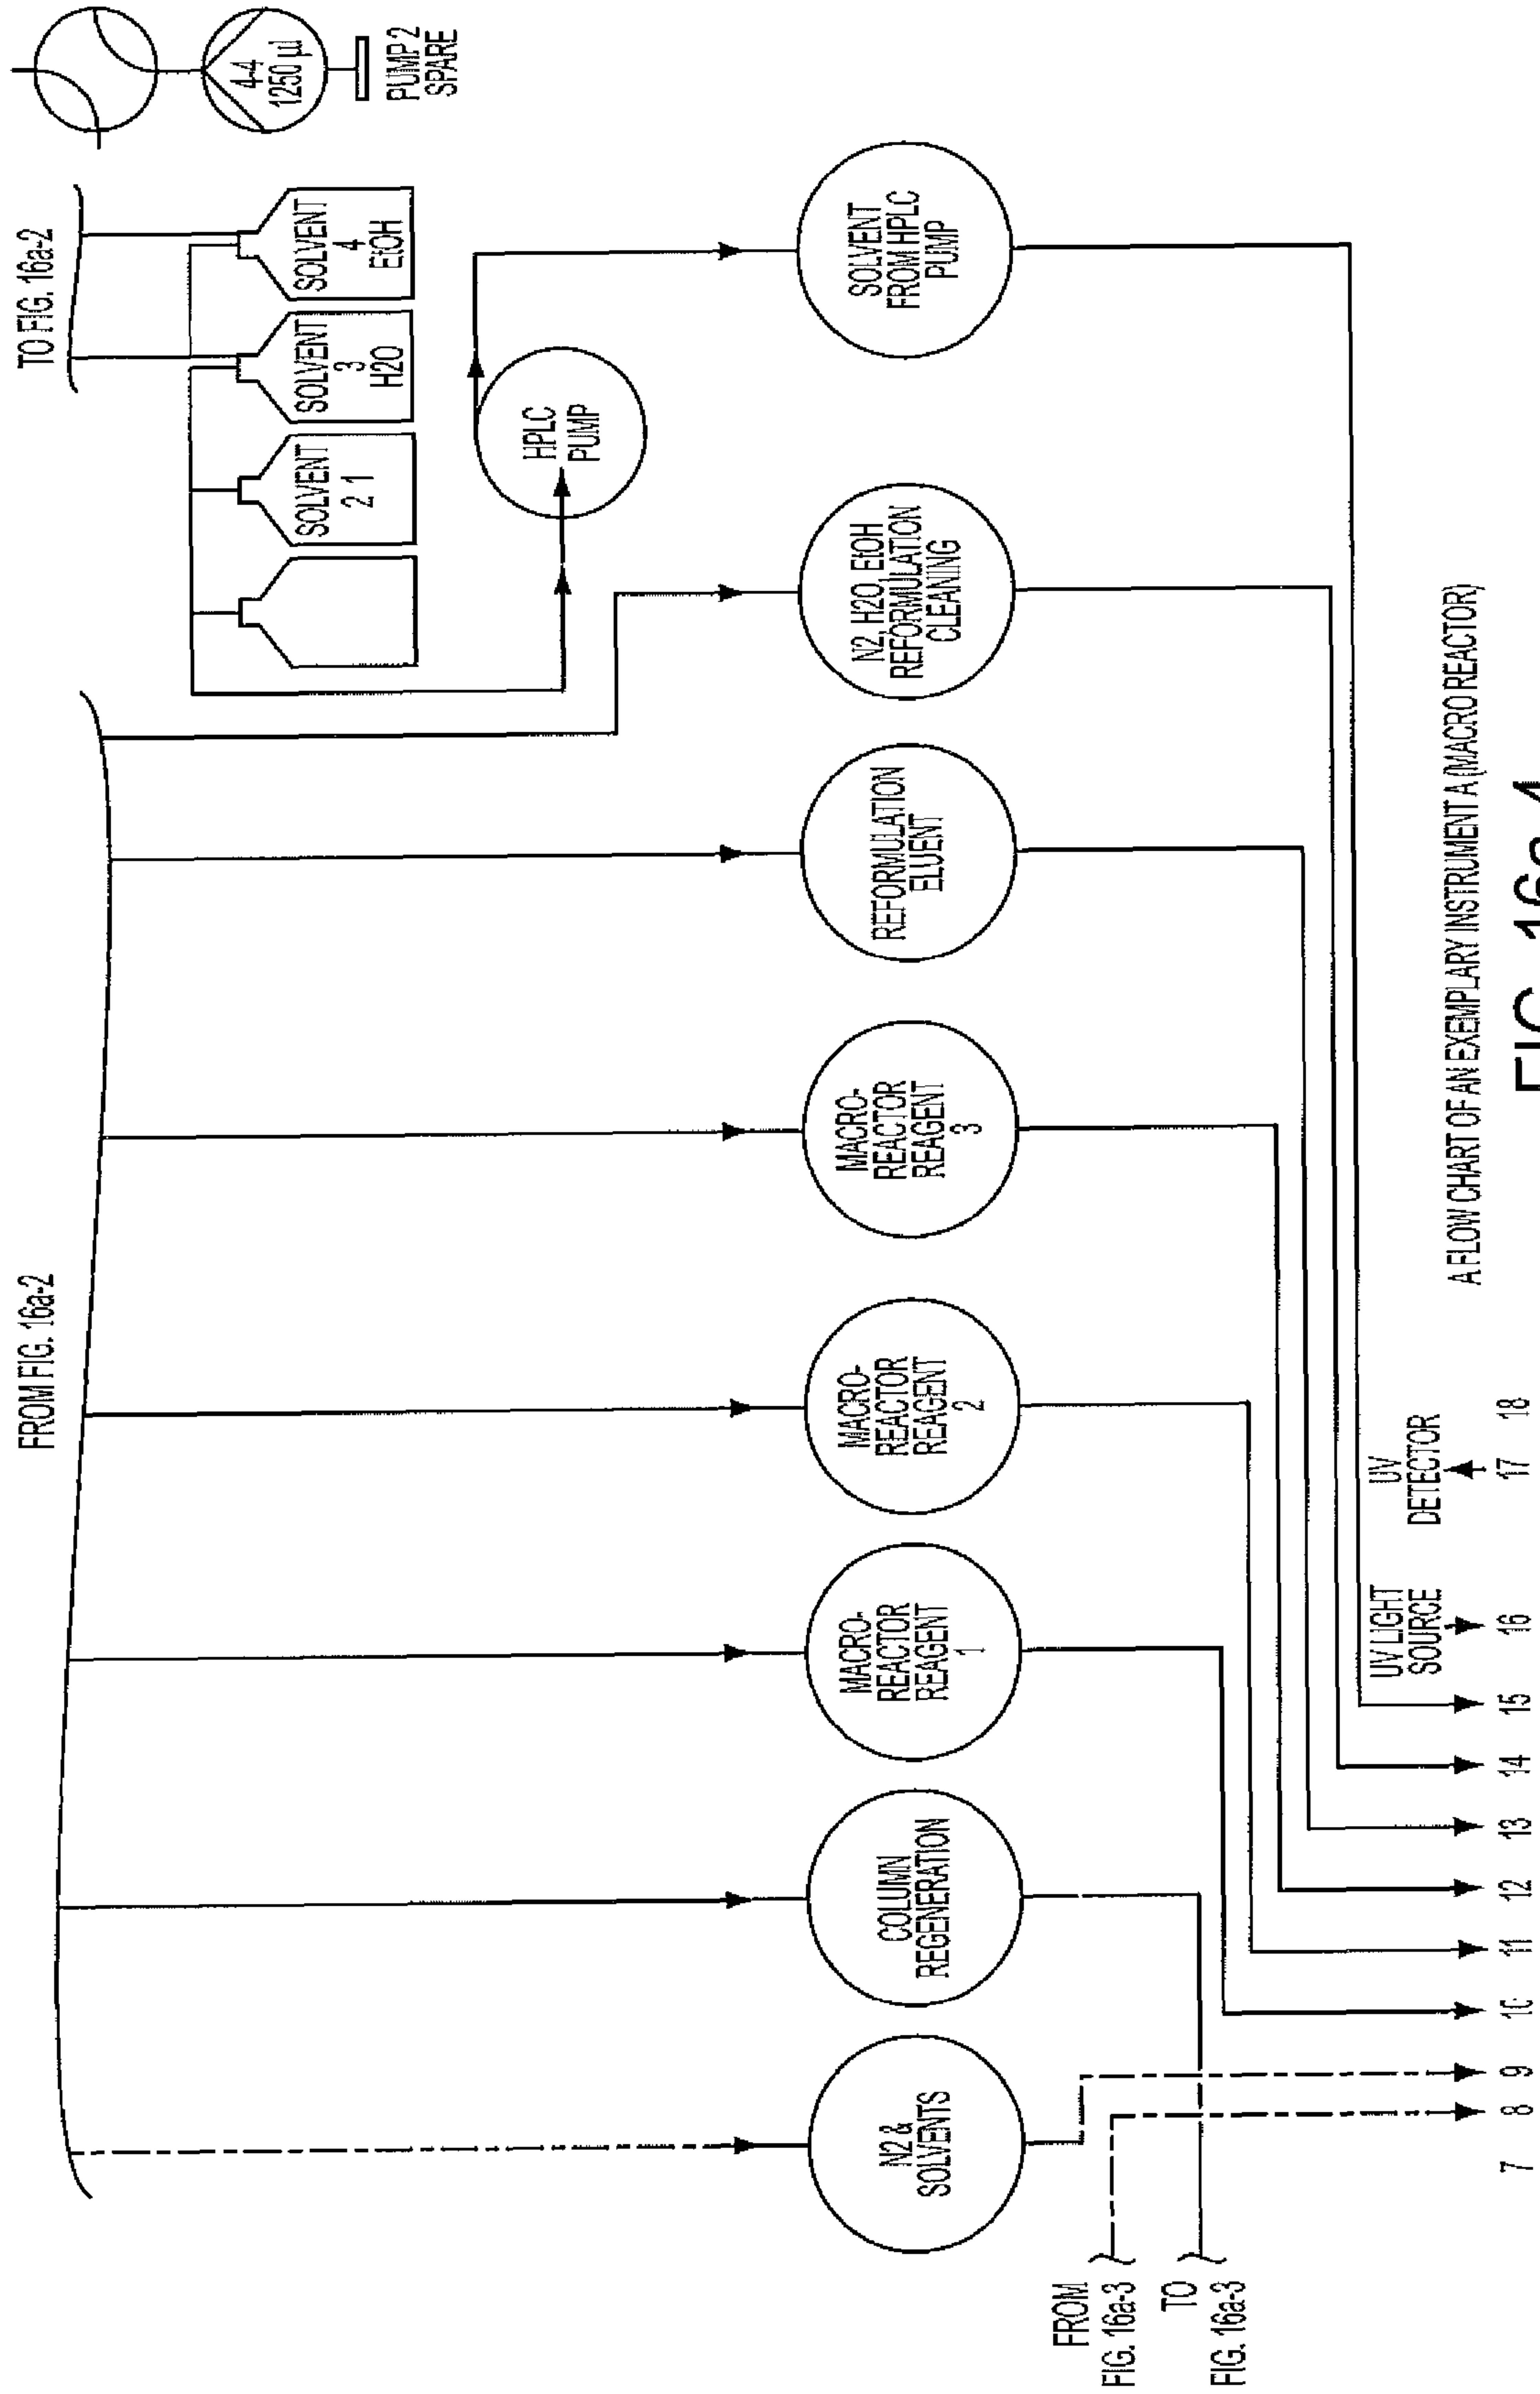 FROM FIG. 16a-2
TO FIG. 16a-2
4-4
1250 µl
PUMP 2
SPARE
SOLVENT
2 1
SOLVENT
3
H2O
SOLVENT
4
EtOH
HPLC
PUMP
N2 &
SOLVENTS
COLUMN
REGENERATION
MACRO-
REACTOR
REAGENT
1
MACRO-
REACTOR
REAGENT
2
MACRO-
REACTOR
REAGENT
3
REFORMULATION
ELUENT
N2, H2O, EtOH
REFORMULATION
CLEANING
SOLVENT
FROM HPLC
PUMP
FROM
FIG. 16a-3
TO
FIG. 16a-3
UV LIGHT
SOURCE
UV
DETECTOR
7 8 9 10 11 12 13 14 15 16 17 18
A FLOW CHART OF AN EXEMPLARY INSTRUMENT A (MACRO REACTOR)
FIG. 16a-4